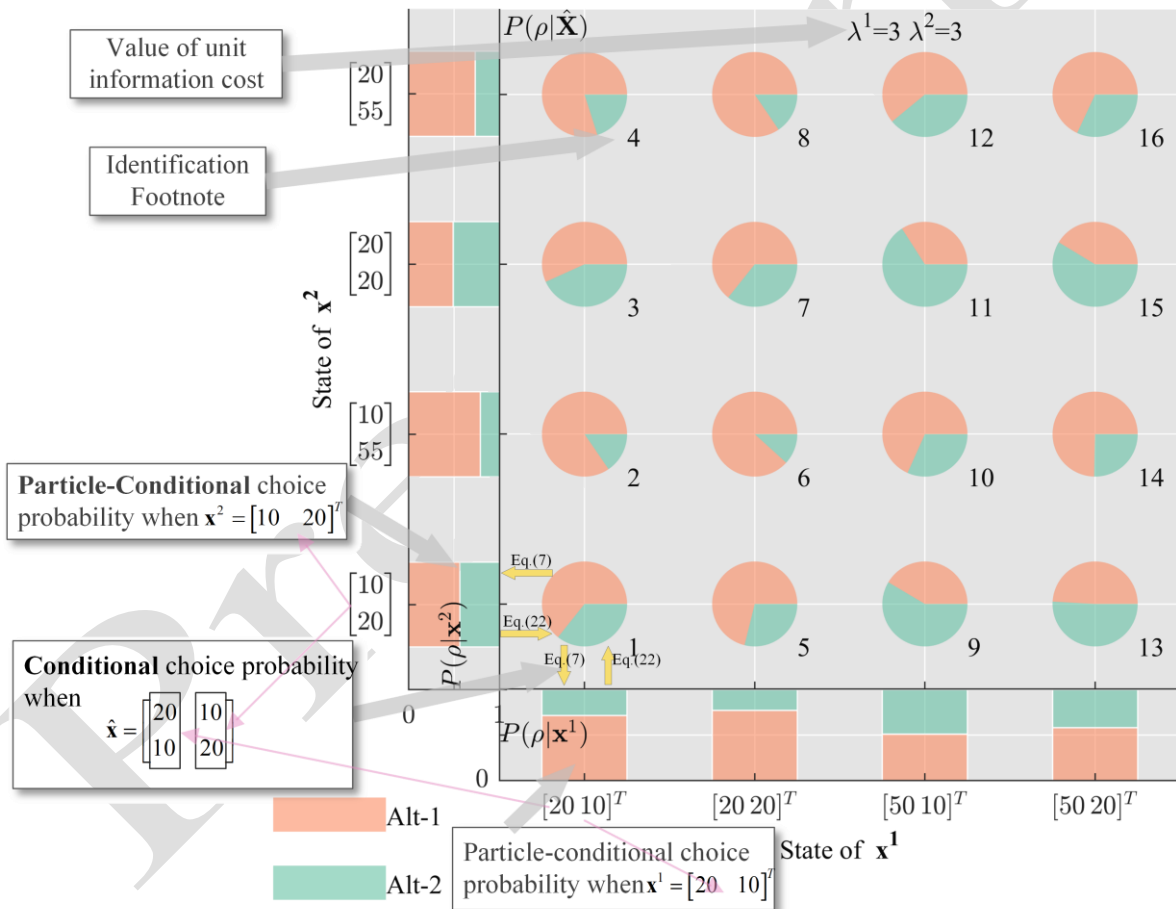 P(ρ|X̂)
λ¹=3 λ²=3
Value of unit
information cost
[20
55]
4
8
12
16
Identification
Footnote
State of x²
[20
20]
3
7
11
15
[10
55]
2
6
10
14
Particle-Conditional choice
probability when x² = [10 20]ᵀ
[10
20]
P(ρ|x²)
Eq.(7)
Eq.(22)
1
5
9
13
Eq.(7)
Eq.(22)
Conditional choice probability
when
x̂ = [20 10
10 20]
0
1
P(ρ|x¹)
0
[20 10]ᵀ
[20 20]ᵀ
[50 10]ᵀ
[50 20]ᵀ
State of x¹
Alt-1
Alt-2
Particle-conditional choice
probability when x¹ = [20 10]ᵀ